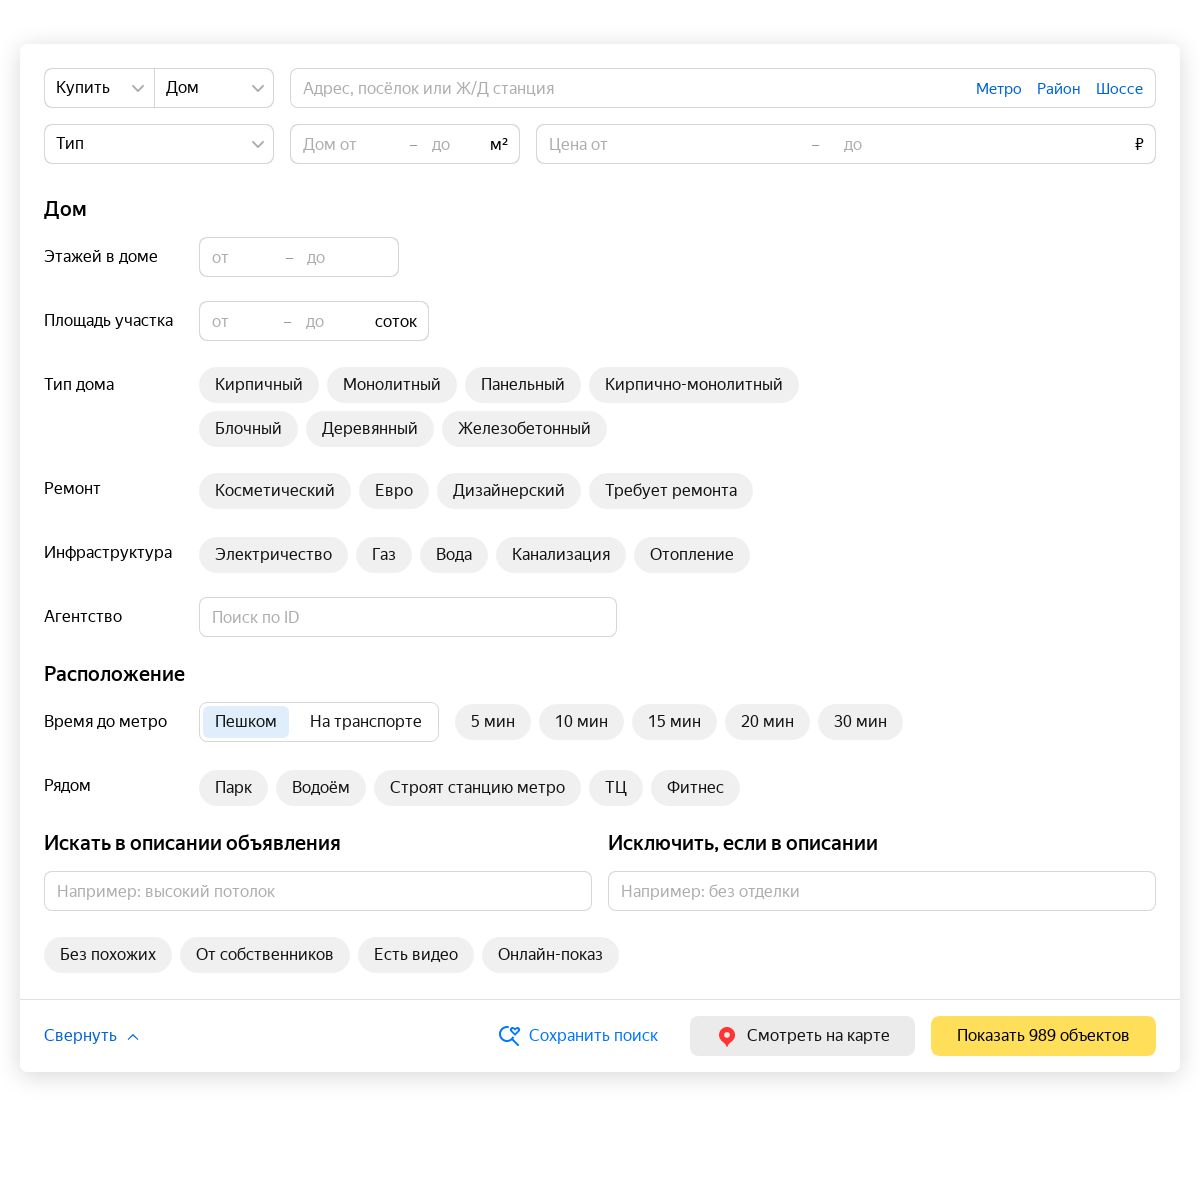 Купить Дом Адрес, посёлок или Ж/Д станция Метро Район Шоссе
Тип Дом от – до м² Цена от – до ₽
Дом
Этажей в доме от – до
Площадь участка от – до соток
Тип дома Кирпичный Монолитный Панельный Кирпично-монолитный
Блочный Деревянный Железобетонный
Ремонт Косметический Евро Дизайнерский Требует ремонта
Инфраструктура Электричество Газ Вода Канализация Отопление
Агентство Поиск по ID
Расположение
Время до метро Пешком На транспорте 5 мин 10 мин 15 мин 20 мин 30 мин
Рядом Парк Водоём Строят станцию метро ТЦ Фитнес
Искать в описании объявления Исключить, если в описании
Например: высокий потолок Например: без отделки
Без похожих От собственников Есть видео Онлайн-показ
Свернуть Сохранить поиск Смотреть на карте Показать 989 объектов